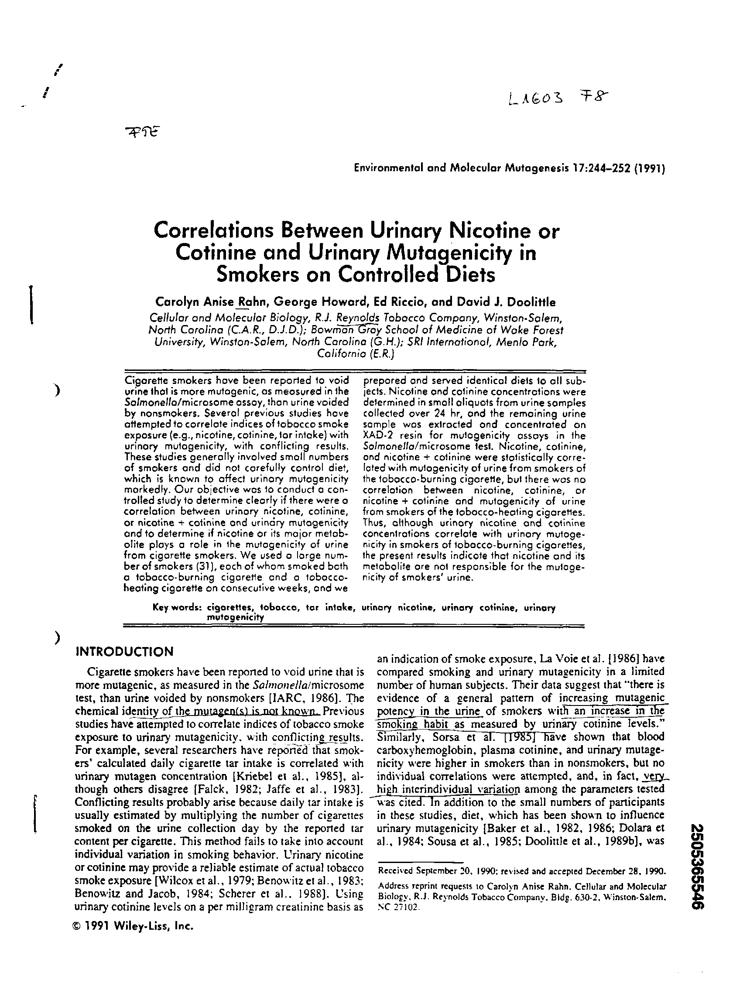 L1603 F8
PTE
Environmental and Molecular Mutagenesis 17:244–252 (1991)
Correlations Between Urinary Nicotine or
Cotinine and Urinary Mutagenicity in
Smokers on Controlled Diets
Carolyn Anise Rahn, George Howard, Ed Riccio, and David J. Doolittle
Cellular and Molecular Biology, R.J. Reynolds Tobacco Company, Winston-Salem,
North Carolina (C.A.R., D.J.D.); Bowman Gray School of Medicine of Wake Forest
University, Winston-Salem, North Carolina (G.H.); SRI International, Menlo Park,
California (E.R.)
Cigarette smokers have been reported to void
urine that is more mutagenic, as measured in the
Salmonella/microsome assay, than urine voided
by nonsmokers. Several previous studies have
attempted to correlate indices of tobacco smoke
exposure (e.g., nicotine, cotinine, tar intake) with
urinary mutagenicity, with conflicting results.
These studies generally involved small numbers
of smokers and did not carefully control diet,
which is known to affect urinary mutagenicity
markedly. Our objective was to conduct a con-
trolled study to determine clearly if there were a
correlation between urinary nicotine, cotinine,
or nicotine + cotinine and urinary mutagenicity
and to determine if nicotine or its major metab-
olite plays a role in the mutagenicity of urine
from cigarette smokers. We used a large num-
ber of smokers (31), each of whom smoked both
a tobacco-burning cigarette and a tobacco-
heating cigarette on consecutive weeks, and we
prepared and served identical diets to all sub-
jects. Nicotine and cotinine concentrations were
determined in small aliquots from urine samples
collected over 24 hr, and the remaining urine
sample was extracted and concentrated on
XAD-2 resin for mutagenicity assays in the
Salmonella/microsome test. Nicotine, cotinine,
and nicotine + cotinine were statistically corre-
lated with mutagenicity of urine from smokers of
the tobacco-burning cigarette, but there was no
correlation between nicotine, cotinine, or
nicotine + cotinine and mutagenicity of urine
from smokers of the tobacco-heating cigarettes.
Thus, although urinary nicotine and cotinine
concentrations correlate with urinary mutage-
nicity in smokers of tobacco-burning cigarettes,
the present results indicate that nicotine and its
metabolite are not responsible for the mutage-
nicity of smokers' urine.
Key words: cigarettes, tobacco, tar intake, urinary nicotine, urinary cotinine, urinary
mutagenicity
INTRODUCTION
Cigarette smokers have been reported to void urine that is
more mutagenic, as measured in the Salmonella/microsome
test, than urine voided by nonsmokers [IARC, 1986]. The
chemical identity of the mutagen(s) is not known. Previous
studies have attempted to correlate indices of tobacco smoke
exposure to urinary mutagenicity, with conflicting results.
For example, several researchers have reported that smok-
ers' calculated daily cigarette tar intake is correlated with
urinary mutagen concentration [Kriebel et al., 1985], al-
though others disagree [Falck, 1982; Jaffe et al., 1983].
Conflicting results probably arise because daily tar intake is
usually estimated by multiplying the number of cigarettes
smoked on the urine collection day by the reported tar
content per cigarette. This method fails to take into account
individual variation in smoking behavior. Urinary nicotine
or cotinine may provide a reliable estimate of actual tobacco
smoke exposure [Wilcox et al., 1979; Benowitz et al., 1983;
Benowitz and Jacob, 1984; Scherer et al., 1988]. Using
urinary cotinine levels on a per milligram creatinine basis as
an indication of smoke exposure, La Voie et al. [1986] have
compared smoking and urinary mutagenicity in a limited
number of human subjects. Their data suggest that "there is
evidence of a general pattern of increasing mutagenic
potency in the urine of smokers with an increase in the
smoking habit as measured by urinary cotinine levels."
Similarly, Sorsa et al. [1985] have shown that blood
carboxyhemoglobin, plasma cotinine, and urinary mutage-
nicity were higher in smokers than in nonsmokers, but no
individual correlations were attempted, and, in fact, very
high interindividual variation among the parameters tested
was cited. In addition to the small numbers of participants
in these studies, diet, which has been shown to influence
urinary mutagenicity [Baker et al., 1982, 1986; Dolara et
al., 1984; Sousa et al., 1985; Doolittle et al., 1989b], was
Received September 20, 1990; revised and accepted December 28, 1990.
Address reprint requests to Carolyn Anise Rahn, Cellular and Molecular
Biology, R.J. Reynolds Tobacco Company, Bldg. 630-2, Winston-Salem,
NC 27102.
© 1991 Wiley-Liss, Inc.
2505365546